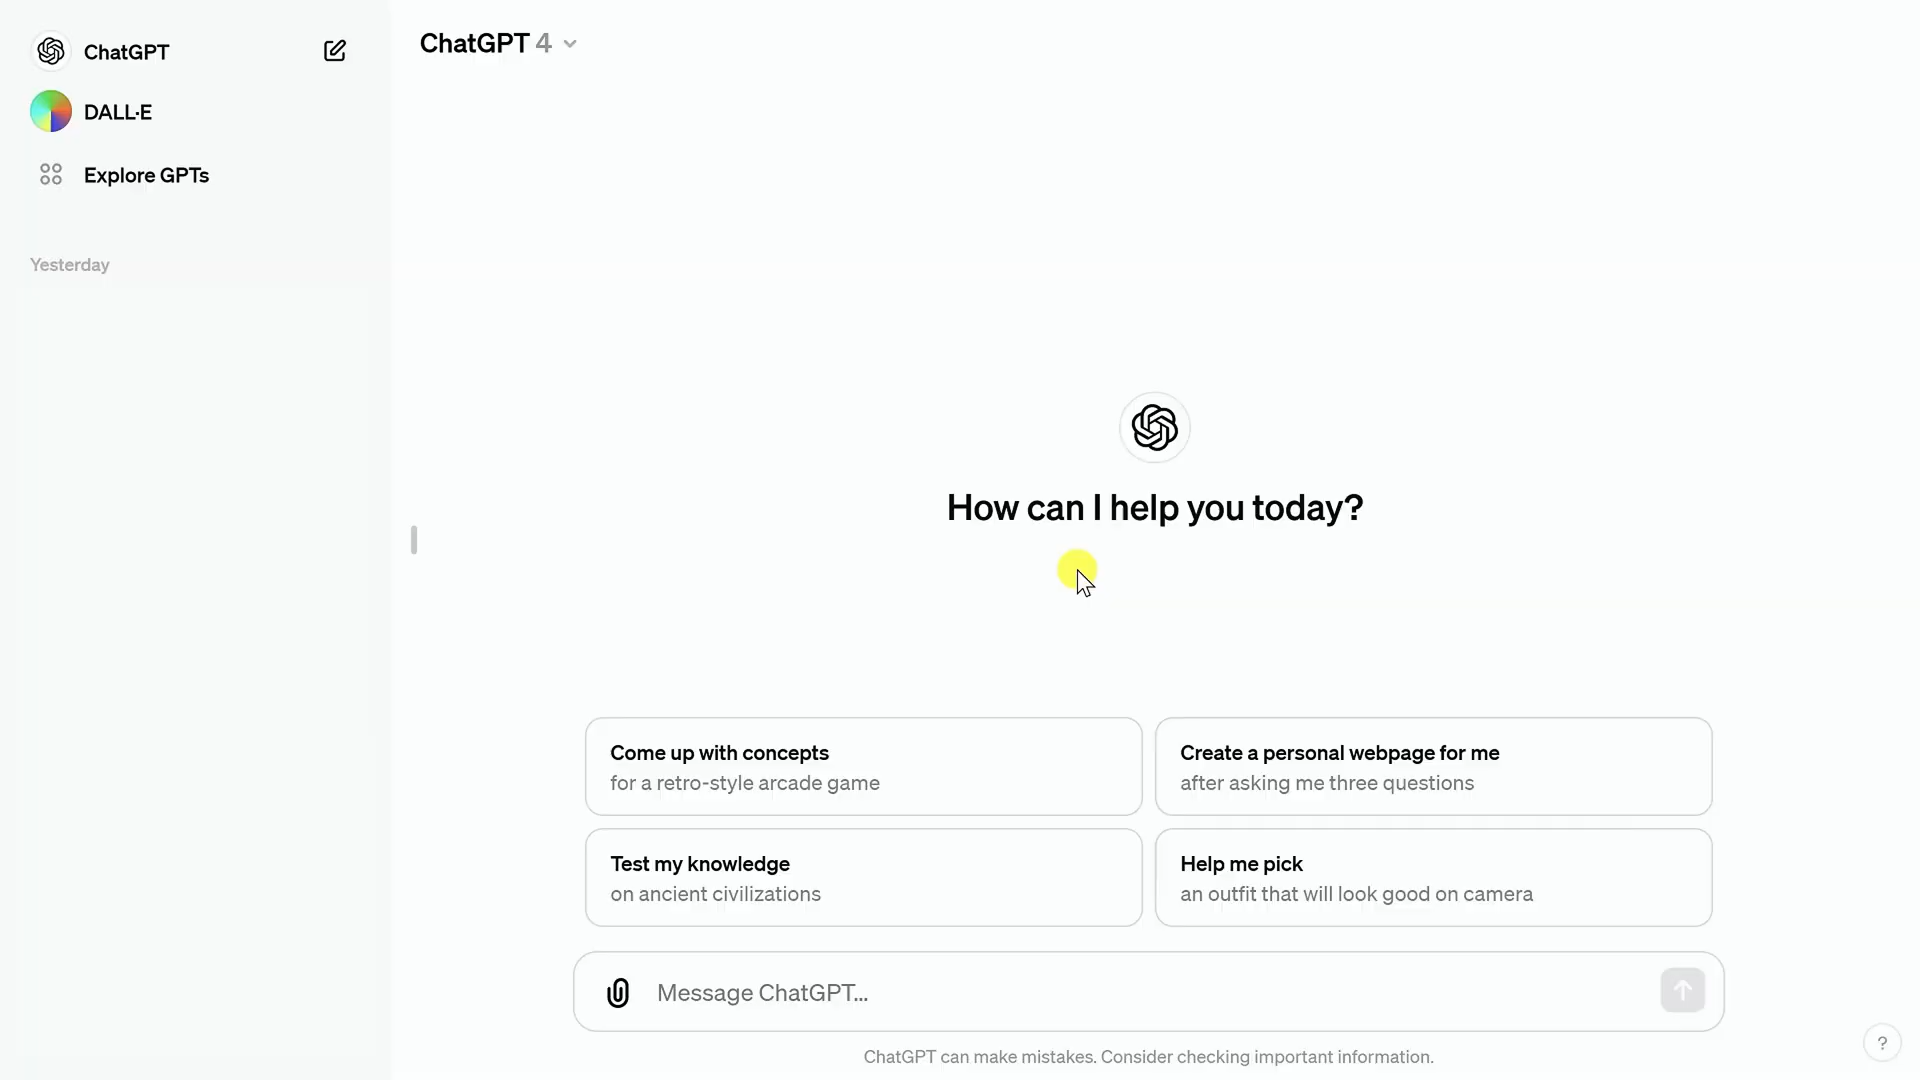 ChatGPT
DALL·E
Explore GPTs
Yesterday
ChatGPT 4
How can I help you today?
Come up with concepts
for a retro-style arcade game
Create a personal webpage for me
after asking me three questions
Test my knowledge
on ancient civilizations
Help me pick
an outfit that will look good on camera
Message ChatGPT...
ChatGPT can make mistakes. Consider checking important information.
?